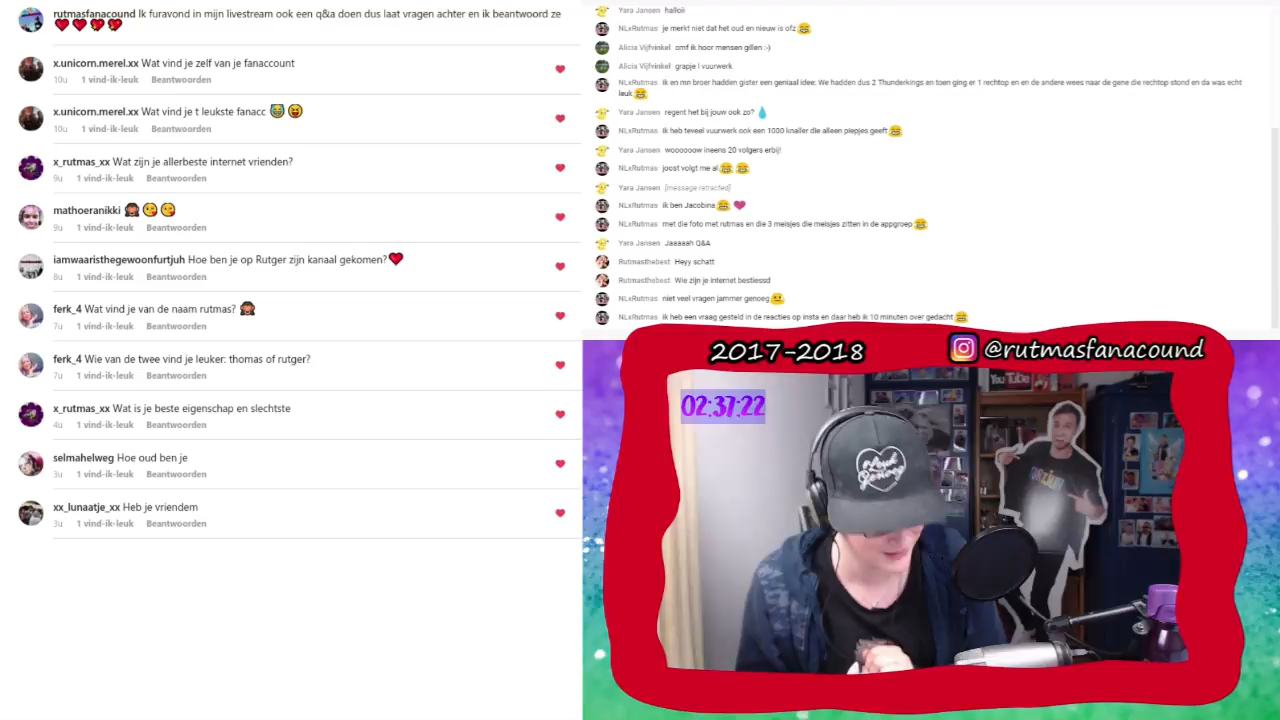 rutmasfanacound Ik furavond in mijn livestream ook een q&a doen dus laat vragen achter en ik beantwoord ze
❤❤❤❤
x.unicorn.merel.xx Wat vind je zelf van je fanaccount
10u 1 vind-ik-leuk Beantwoorden
x.unicorn.merel.xx Wat vind je t leukste fanacc 😭😝
10u 1 vind-ik-leuk Beantwoorden
x_rutmas_xx Wat zijn je allerbeste internet vrienden?
9u 1 vind-ik-leuk Beantwoorden
mathoeranikki 🙊😘😘
9u 1 vind-ik-leuk Beantwoorden
iamwaaristhegewoonfurtjuh Hoe ben je op Rutger zijn kanaal gekomen?❤
8u 1 vind-ik-leuk Beantwoorden
ferk_4 Wat vind je van de naam rutmas? 🙊
7u 1 vind-ik-leuk Beantwoorden
ferk_4 Wie van de twee vind je leuker: thomas of rutger?
7u 1 vind-ik-leuk Beantwoorden
x_rutmas_xx Wat is je beste eigenschap en slechtste
4u 1 vind-ik-leuk Beantwoorden
selmahelweg Hoe oud ben je
3u 1 vind-ik-leuk Beantwoorden
xx_lunaatje_xx Heb je vriendem
3u 1 vind-ik-leuk Beantwoorden
Yara Jansen halloii
NLxRutmas je merkt niet dat het oud en nieuw is ofz😂
Alicia Vijfvinkel omf ik hoor mensen gillen :-)
Alicia Vijfvinkel grapje l vuurwerk
NLxRutmas ik en mn broer hadden gister een geniaal idee: We hadden dus 2 Thunderkings en toen ging er 1 rechtop en en de andere wees naar de gene die rechtop stond en da was echt
leuk😂
Yara Jansen regent het bij jouw ook zo? 💧
NLxRutmas Ik heb teveel vuurwerk ook een 1000 knaller die alleen piepjes geeft😂
Yara Jansen wooooooow ineens 20 volgers erbij!
NLxRutmas joost volgt me al😂😂
Yara Jansen [message retracted]
NLxRutmas ik ben Jacobina😂❤
NLxRutmas met die foto met rutmas en die 3 meisjes die meisjes zitten in de appgroep😂
Yara Jansen Jaaaaah Q&A
Rutmasthebest Heyy schatt
Rutmasthebest Wie zijn je internet bestiessd
NLxRutmas niet veel vragen jammer genoeg😐
NLxRutmas ik heb een vraag gesteld in de reacties op insta en daar heb ik 10 minuten over gedacht😂
2017-2018
@rutmasfanacound
02:37:22
You Tube